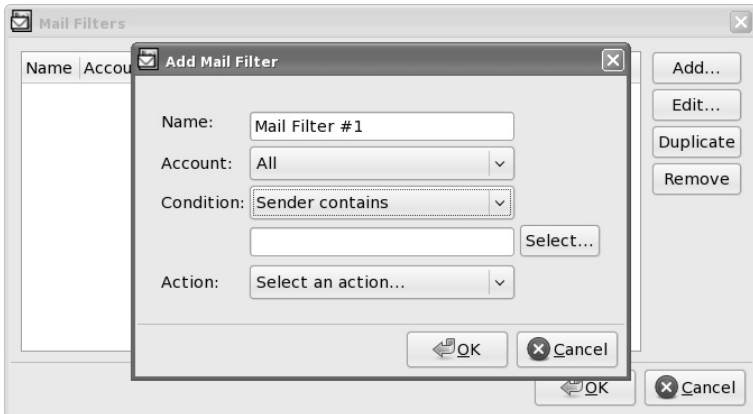 Mail Filters
Name Accou
Add...
Edit...
Duplicate
Remove
Add Mail Filter
Name: Mail Filter #1
Account: All
Condition: Sender contains
Select...
Action: Select an action...
OK Cancel
OK Cancel